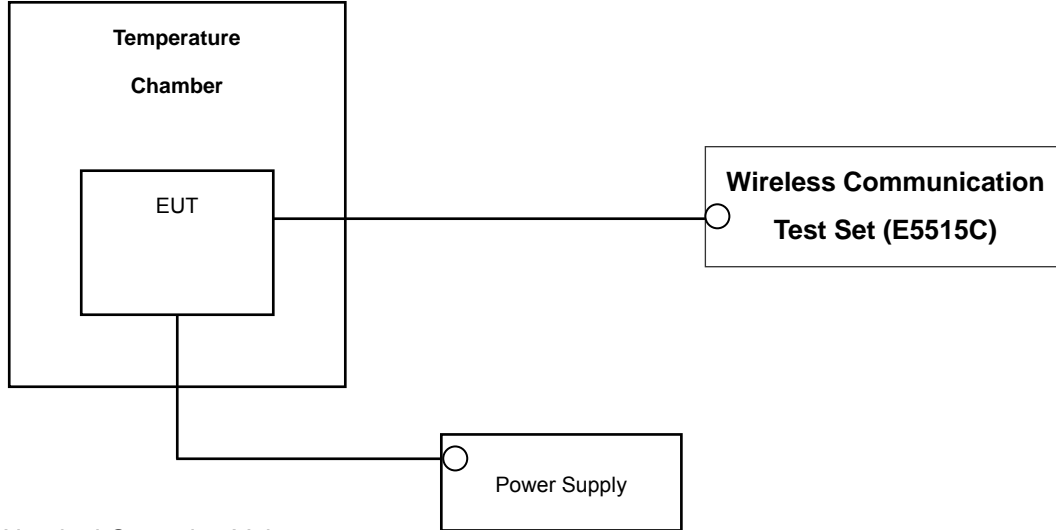 Temperature
Chamber
EUT
Wireless Communication
Test Set (E5515C)
Power Supply